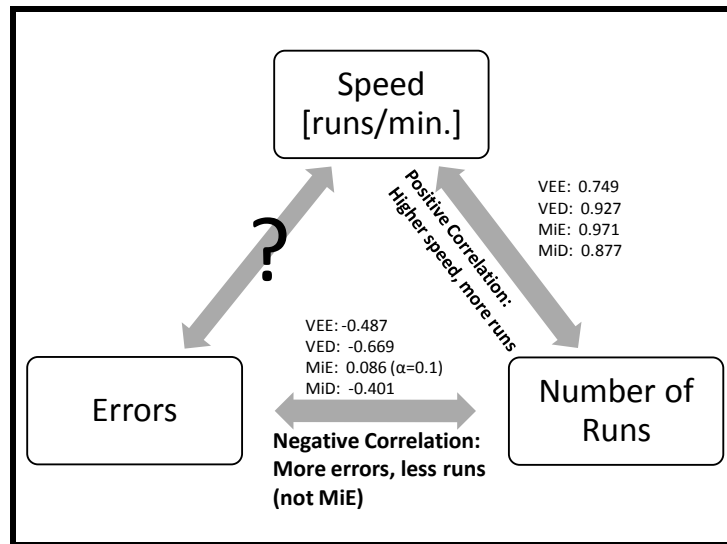 Speed
[runs/min.]
Positive Correlation:
Higher speed, more runs
VEE: 0.749
VED: 0.927
MiE: 0.971
MiD: 0.877
?
VEE: -0.487
VED: -0.669
MiE: 0.086 (α=0.1)
MiD: -0.401
Errors
Number of
Runs
Negative Correlation:
More errors, less runs
(not MiE)